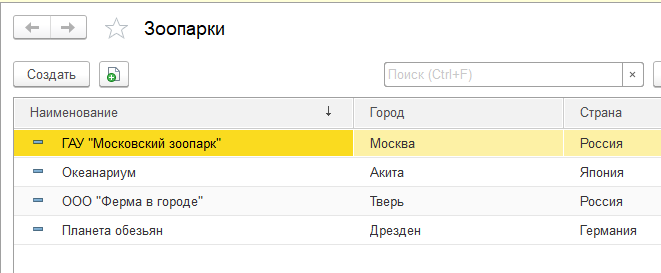 Зоопарки
Создать Поиск (Ctrl+F) ×
Наименование ↓ Город Страна
ГАУ "Московский зоопарк" Москва Россия
Океанариум Акита Япония
ООО "Ферма в городе" Тверь Россия
Планета обезьян Дрезден Германия